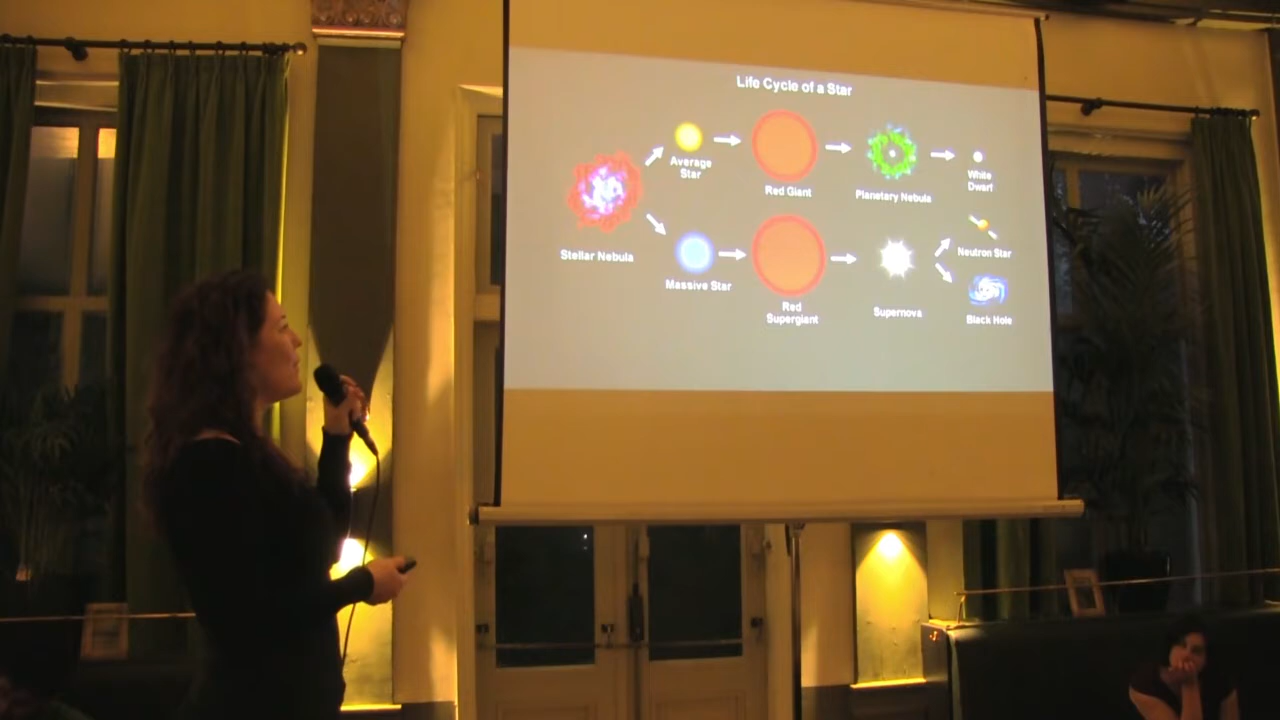 Life Cycle of a Star
Average
Star
Red Giant
Planetary Nebula
White
Dwarf
Stellar Nebula
Massive Star
Red
Supergiant
Supernova
Neutron Star
Black Hole